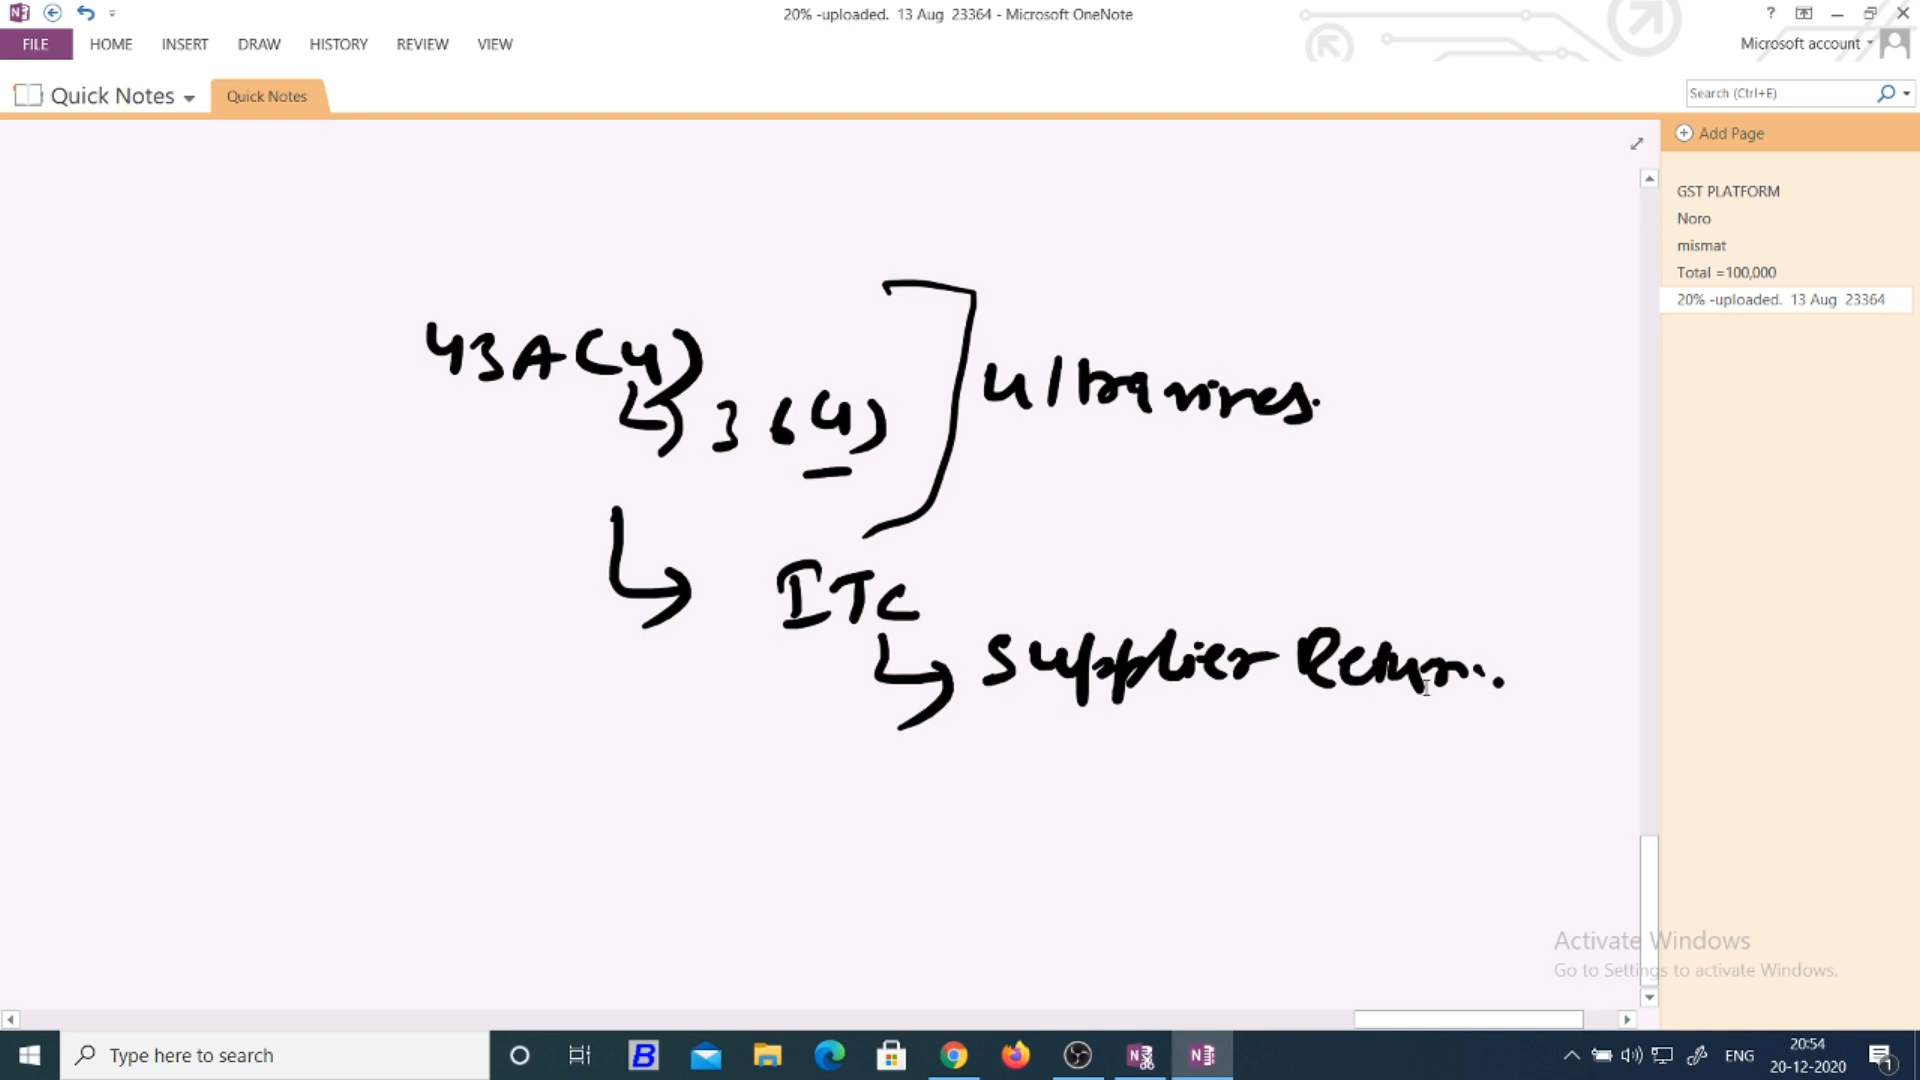 20% -uploaded.  13 Aug  23364 - Microsoft OneNote
?
FILE HOME INSERT DRAW HISTORY REVIEW VIEW
Microsoft account
Quick Notes
Quick Notes
Search (Ctrl+E)
Add Page
GST PLATFORM
Noro
mismat
Total =100,000
20% -uploaded.  13 Aug  23364
43A(4)
36(4)
Ultravires.
ITC
Supplier Return.
Activate Windows
Go to Settings to activate Windows.
Type here to search
B
ENG
20:54
20-12-2020
1